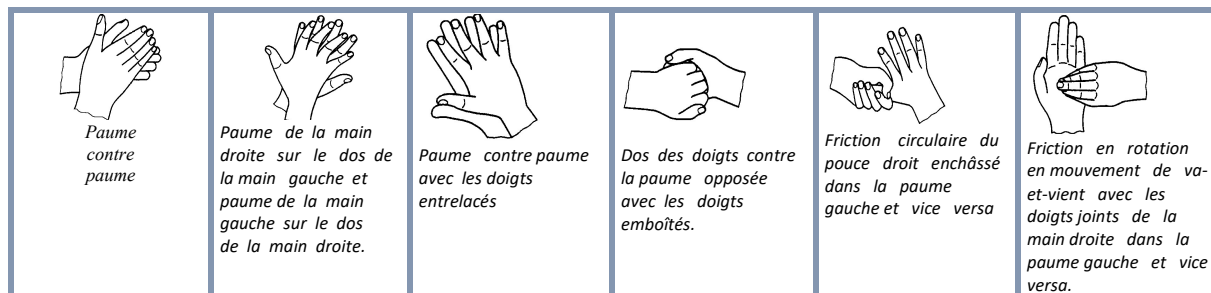 Paume
contre
paume
Paume de la main
droite sur le dos de
la main gauche et
paume de la main
gauche sur le dos
de la main droite.
Paume contre paume
avec les doigts
entrelacés
Dos des doigts contre
la paume opposée
avec les doigts
emboîtés.
Friction circulaire du
pouce droit enchâssé
dans la paume
gauche et vice versa
Friction en rotation
en mouvement de va-
et-vient avec les
doigts joints de la
main droite dans la
paume gauche et vice
versa.